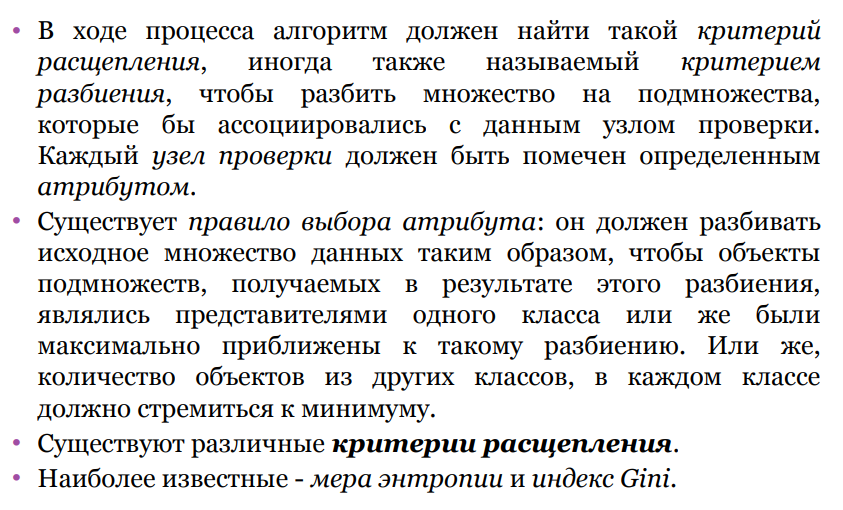 • В ходе процесса алгоритм должен найти такой критерий
расщепления, иногда также называемый критерием
разбиения, чтобы разбить множество на подмножества,
которые бы ассоциировались с данным узлом проверки.
Каждый узел проверки должен быть помечен определенным
атрибутом.
• Существует правило выбора атрибута: он должен разбивать
исходное множество данных таким образом, чтобы объекты
подмножеств, получаемых в результате этого разбиения,
являлись представителями одного класса или же были
максимально приближены к такому разбиению. Или же,
количество объектов из других классов, в каждом классе
должно стремиться к минимуму.
• Существуют различные критерии расщепления.
• Наиболее известные - мера энтропии и индекс Gini.